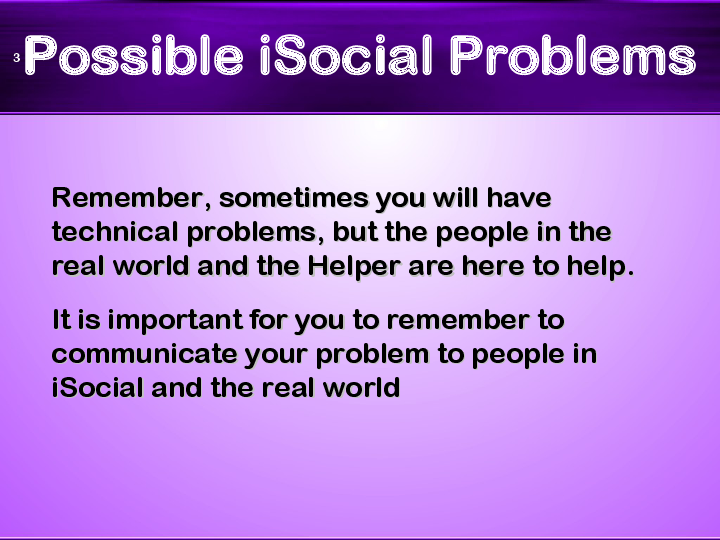 3
Possible iSocial Problems
Remember, sometimes you will have
technical problems, but the people in the
real world and the Helper are here to help.
It is important for you to remember to
communicate your problem to people in
iSocial and the real world